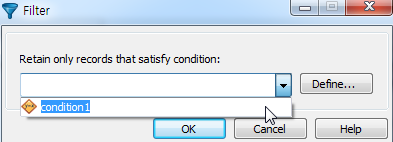 Filter
Retain only records that satisfy condition:
Define...
condition1
OK
Cancel
Help